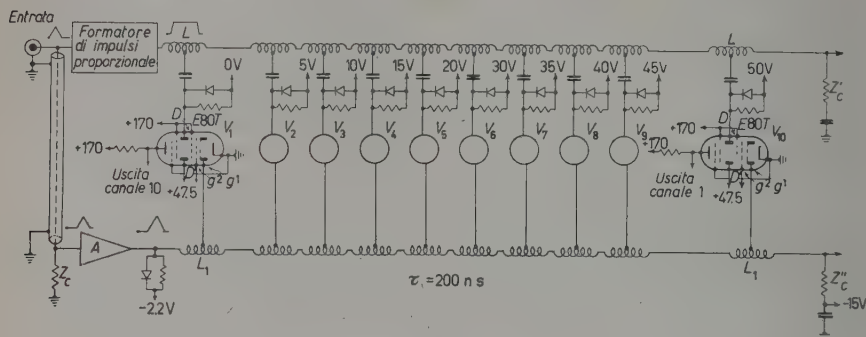 Entrata
Formatore
di impulsi
proporzionale
L
0V
5V
10V
15V
20V
30V
35V
40V
45V
L
50V
Z'c
+170
D
E80T
V1
V2
V3
V4
V5
V6
V7
V8
V9
+170
D
E80T
V10
+170
+170
Uscita
canale 10
D
+47.5
g2 g1
Uscita
canale 1
D
+47.5
g2 g1
A
Zc
-2.2V
L1
τ = 200 ns
L1
Z"c
-15V